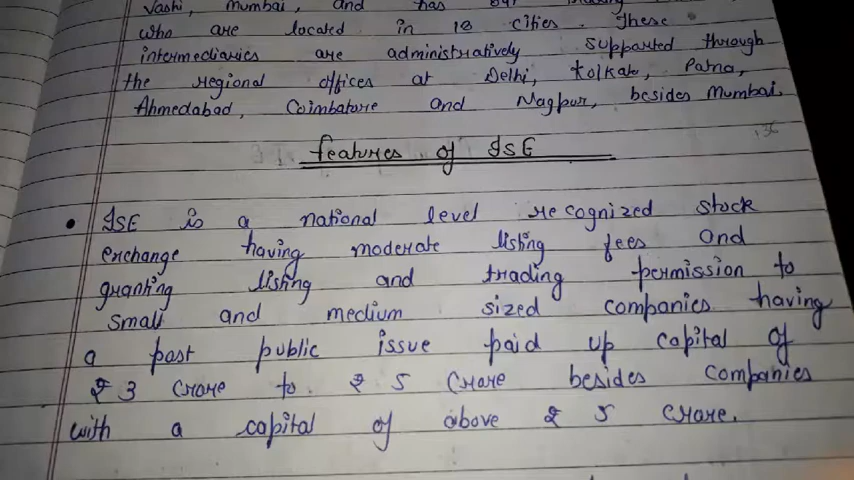 Vashi, Mumbai, and has
who are located in 18 cities. These
intermediaries are administratively supported through
the regional offices at Delhi, Kolkata, Patna,
Ahmedabad, Coimbatore and Nagpur, besides Mumbai.
features of ISE
• ISE is a national level recognized stock
exchange having moderate listing fees and
granting listing and trading permission to
small and medium sized companies having
a post public issue paid up capital of
₹ 3 crore to ₹ 5 crore besides companies
with a capital of above ₹ 5 crore.